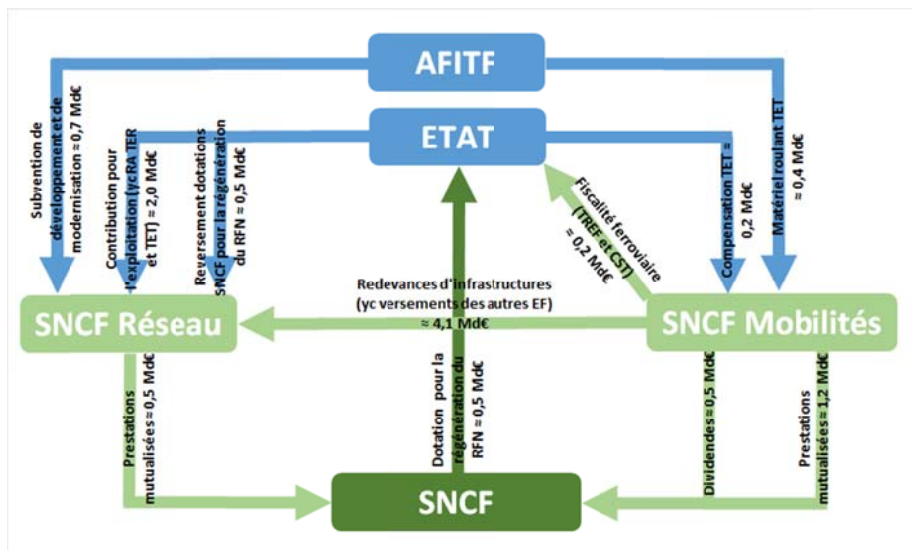 AFITF
ETAT
Subvention de
développement et de
modernisation ≈ 0,7 Md€
Contribution pour
l'exploitation (yc RA TER
et TET) ≈ 2,0 Md€
Reversement dotations
SNCF pour la régénération
du RFN ≈ 0,5 Md€
Fiscalité ferroviaire
(TREF et CST)
≈ 0,2 Md€
Compensation TET ≈
0,2 Md€
Matériel roulant TET
≈ 0,4 Md€
Redevances d'infrastructures
(yc versements des autres EF)
≈ 4,1 Md€
SNCF Réseau
SNCF Mobilités
Prestations
mutualisées ≈ 0,5 Md€
Dotation pour la
régénération du
RFN ≈ 0,5 Md€
Dividendes ≈ 0,5 Md€
Prestations
mutualisées ≈ 1,2 Md€
SNCF